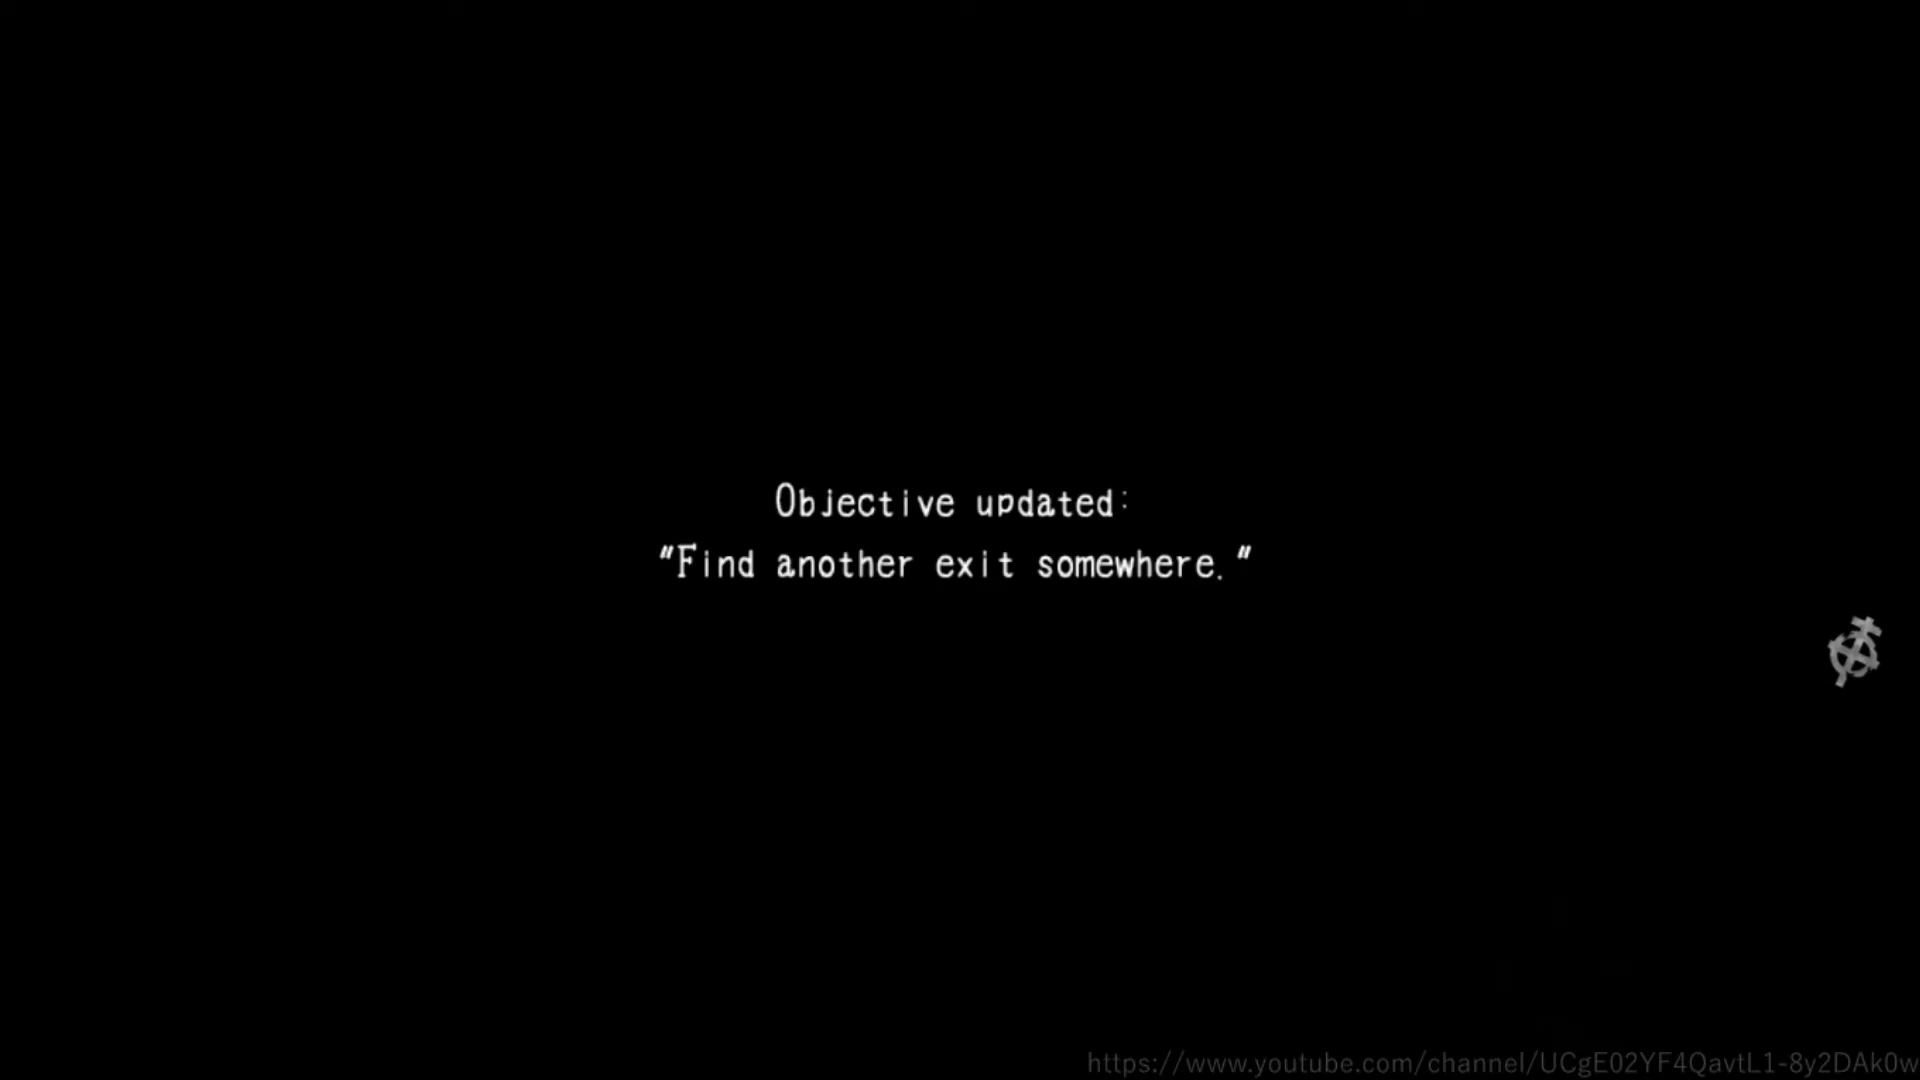 Objective updated:
"Find another exit somewhere."
https://www.youtube.com/channel/UCgE02YF4QavtL1-8y2DAk0w